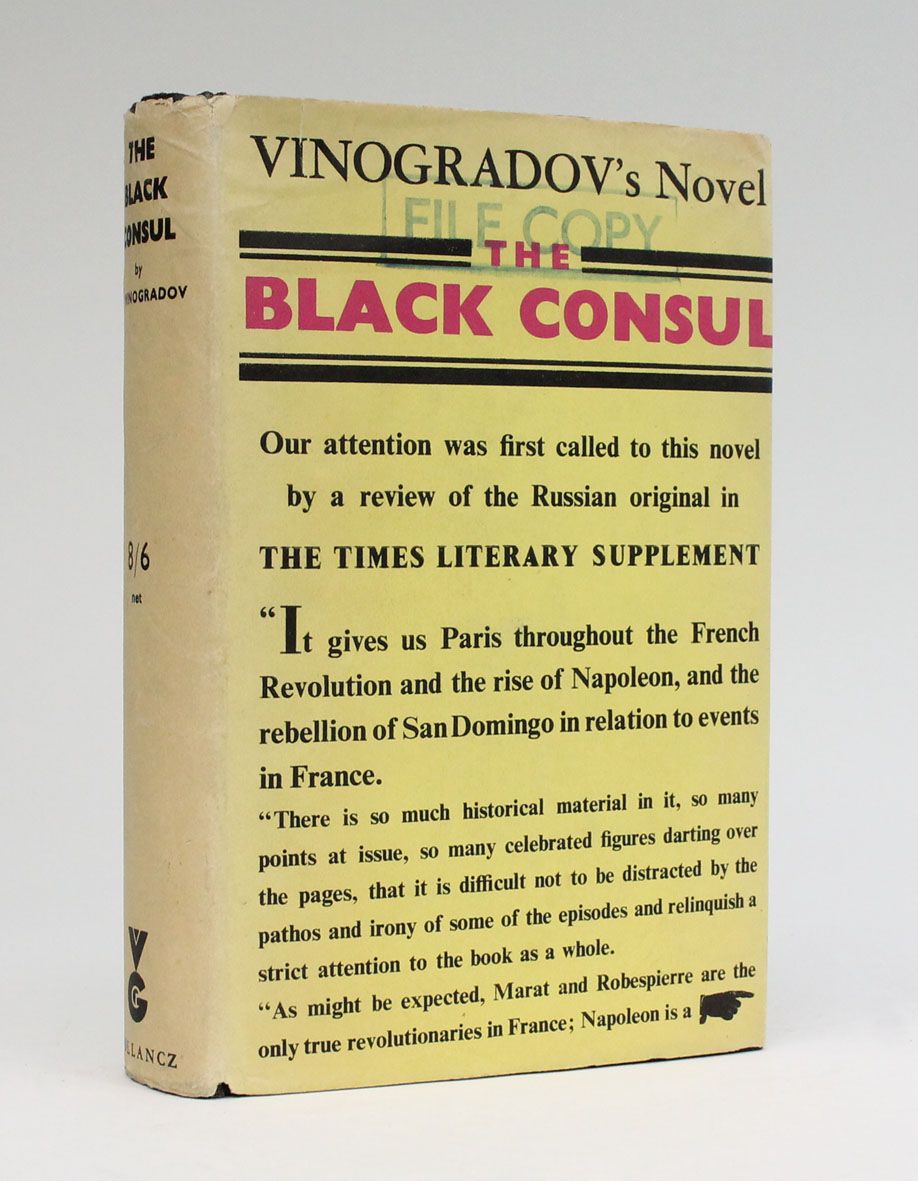 THE
BLACK
CONSUL
by
VINOGRADOV
8/6
net
VG
GOLLANCZ
VINOGRADOV's Novel
FILE COPY
THE
BLACK CONSUL
Our attention was first called to this novel
by a review of the Russian original in
THE TIMES LITERARY SUPPLEMENT
“It gives us Paris throughout the French
Revolution and the rise of Napoleon, and the
rebellion of San Domingo in relation to events
in France.
“There is so much historical material in it, so many
points at issue, so many celebrated figures darting over
the pages, that it is difficult not to be distracted by the
pathos and irony of some of the episodes and relinquish a
strict attention to the book as a whole.
“As might be expected, Marat and Robespierre are the
only true revolutionaries in France; Napoleon is a